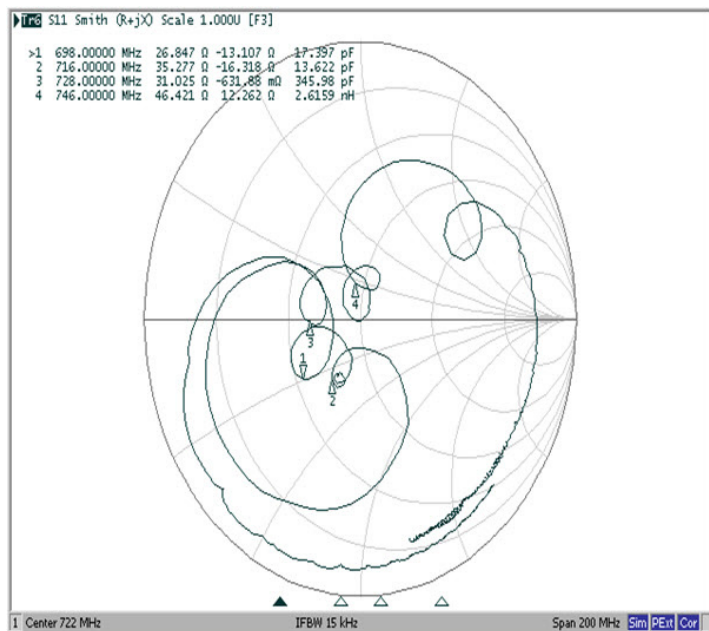 Tr6 S11 Smith (R+jX) Scale 1.000U [F3]
>1 698.00000 MHz 26.847 Ω -13.107 Ω 17.397 pF
2 716.00000 MHz 35.277 Ω -16.318 Ω 13.622 pF
3 728.00000 MHz 31.025 Ω -631.88 mΩ 345.98 pF
4 746.00000 MHz 46.421 Ω 12.262 Ω 2.6159 nH
4
3
1
2
1 Center 722 MHz IFBW 15 kHz Span 200 MHz Sim PExt Cor